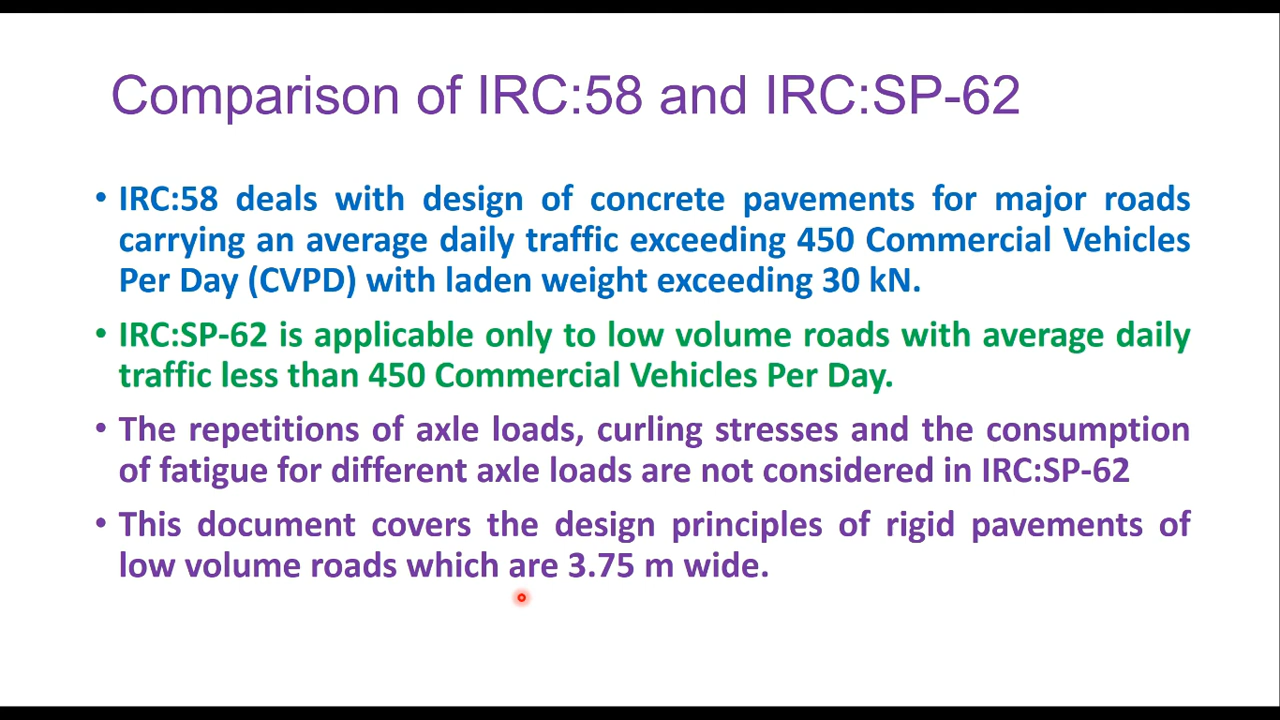 Comparison of IRC:58 and IRC:SP-62
• IRC:58 deals with design of concrete pavements for major roads
carrying an average daily traffic exceeding 450 Commercial Vehicles
Per Day (CVPD) with laden weight exceeding 30 kN.
• IRC:SP-62 is applicable only to low volume roads with average daily
traffic less than 450 Commercial Vehicles Per Day.
• The repetitions of axle loads, curling stresses and the consumption
of fatigue for different axle loads are not considered in IRC:SP-62
• This document covers the design principles of rigid pavements of
low volume roads which are 3.75 m wide.